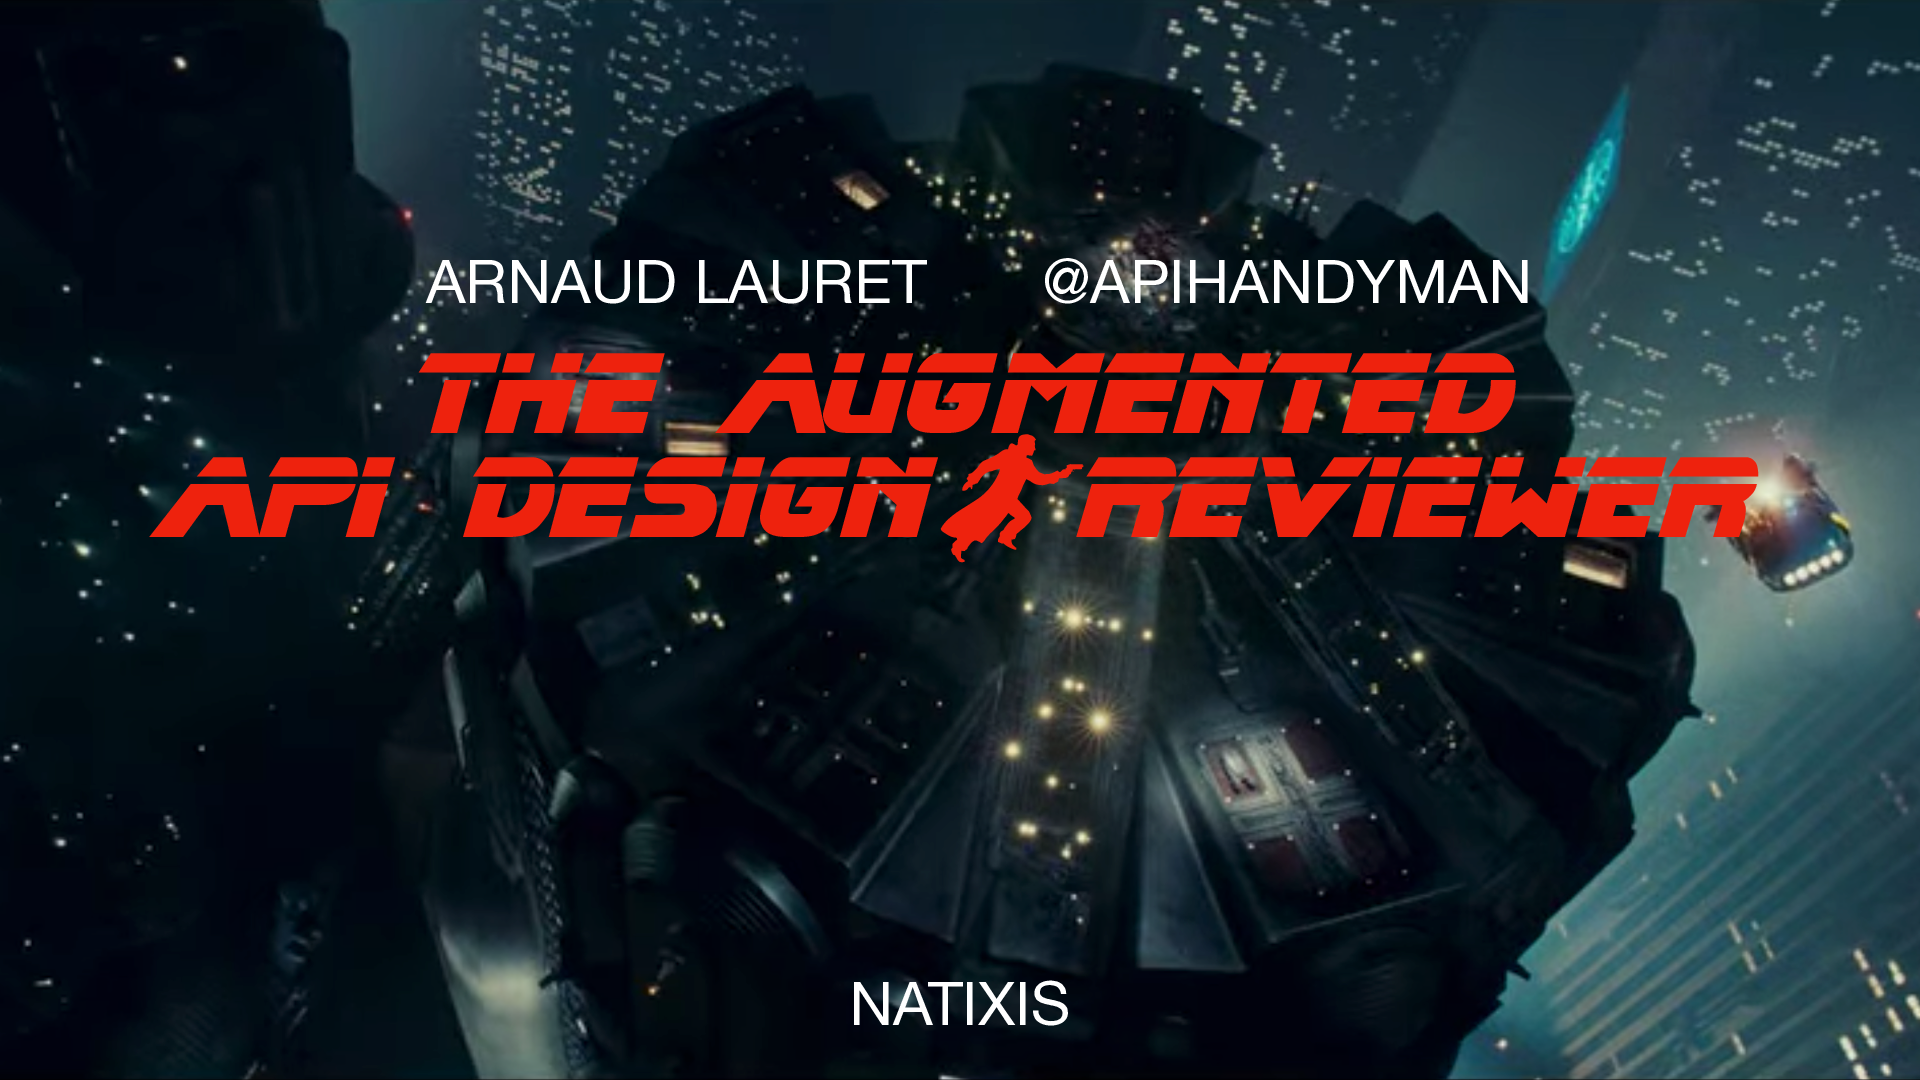 ARNAUD LAURET @APIHANDYMAN
THE AUGMENTED
API DESIGN REVIEWER
NATIXIS